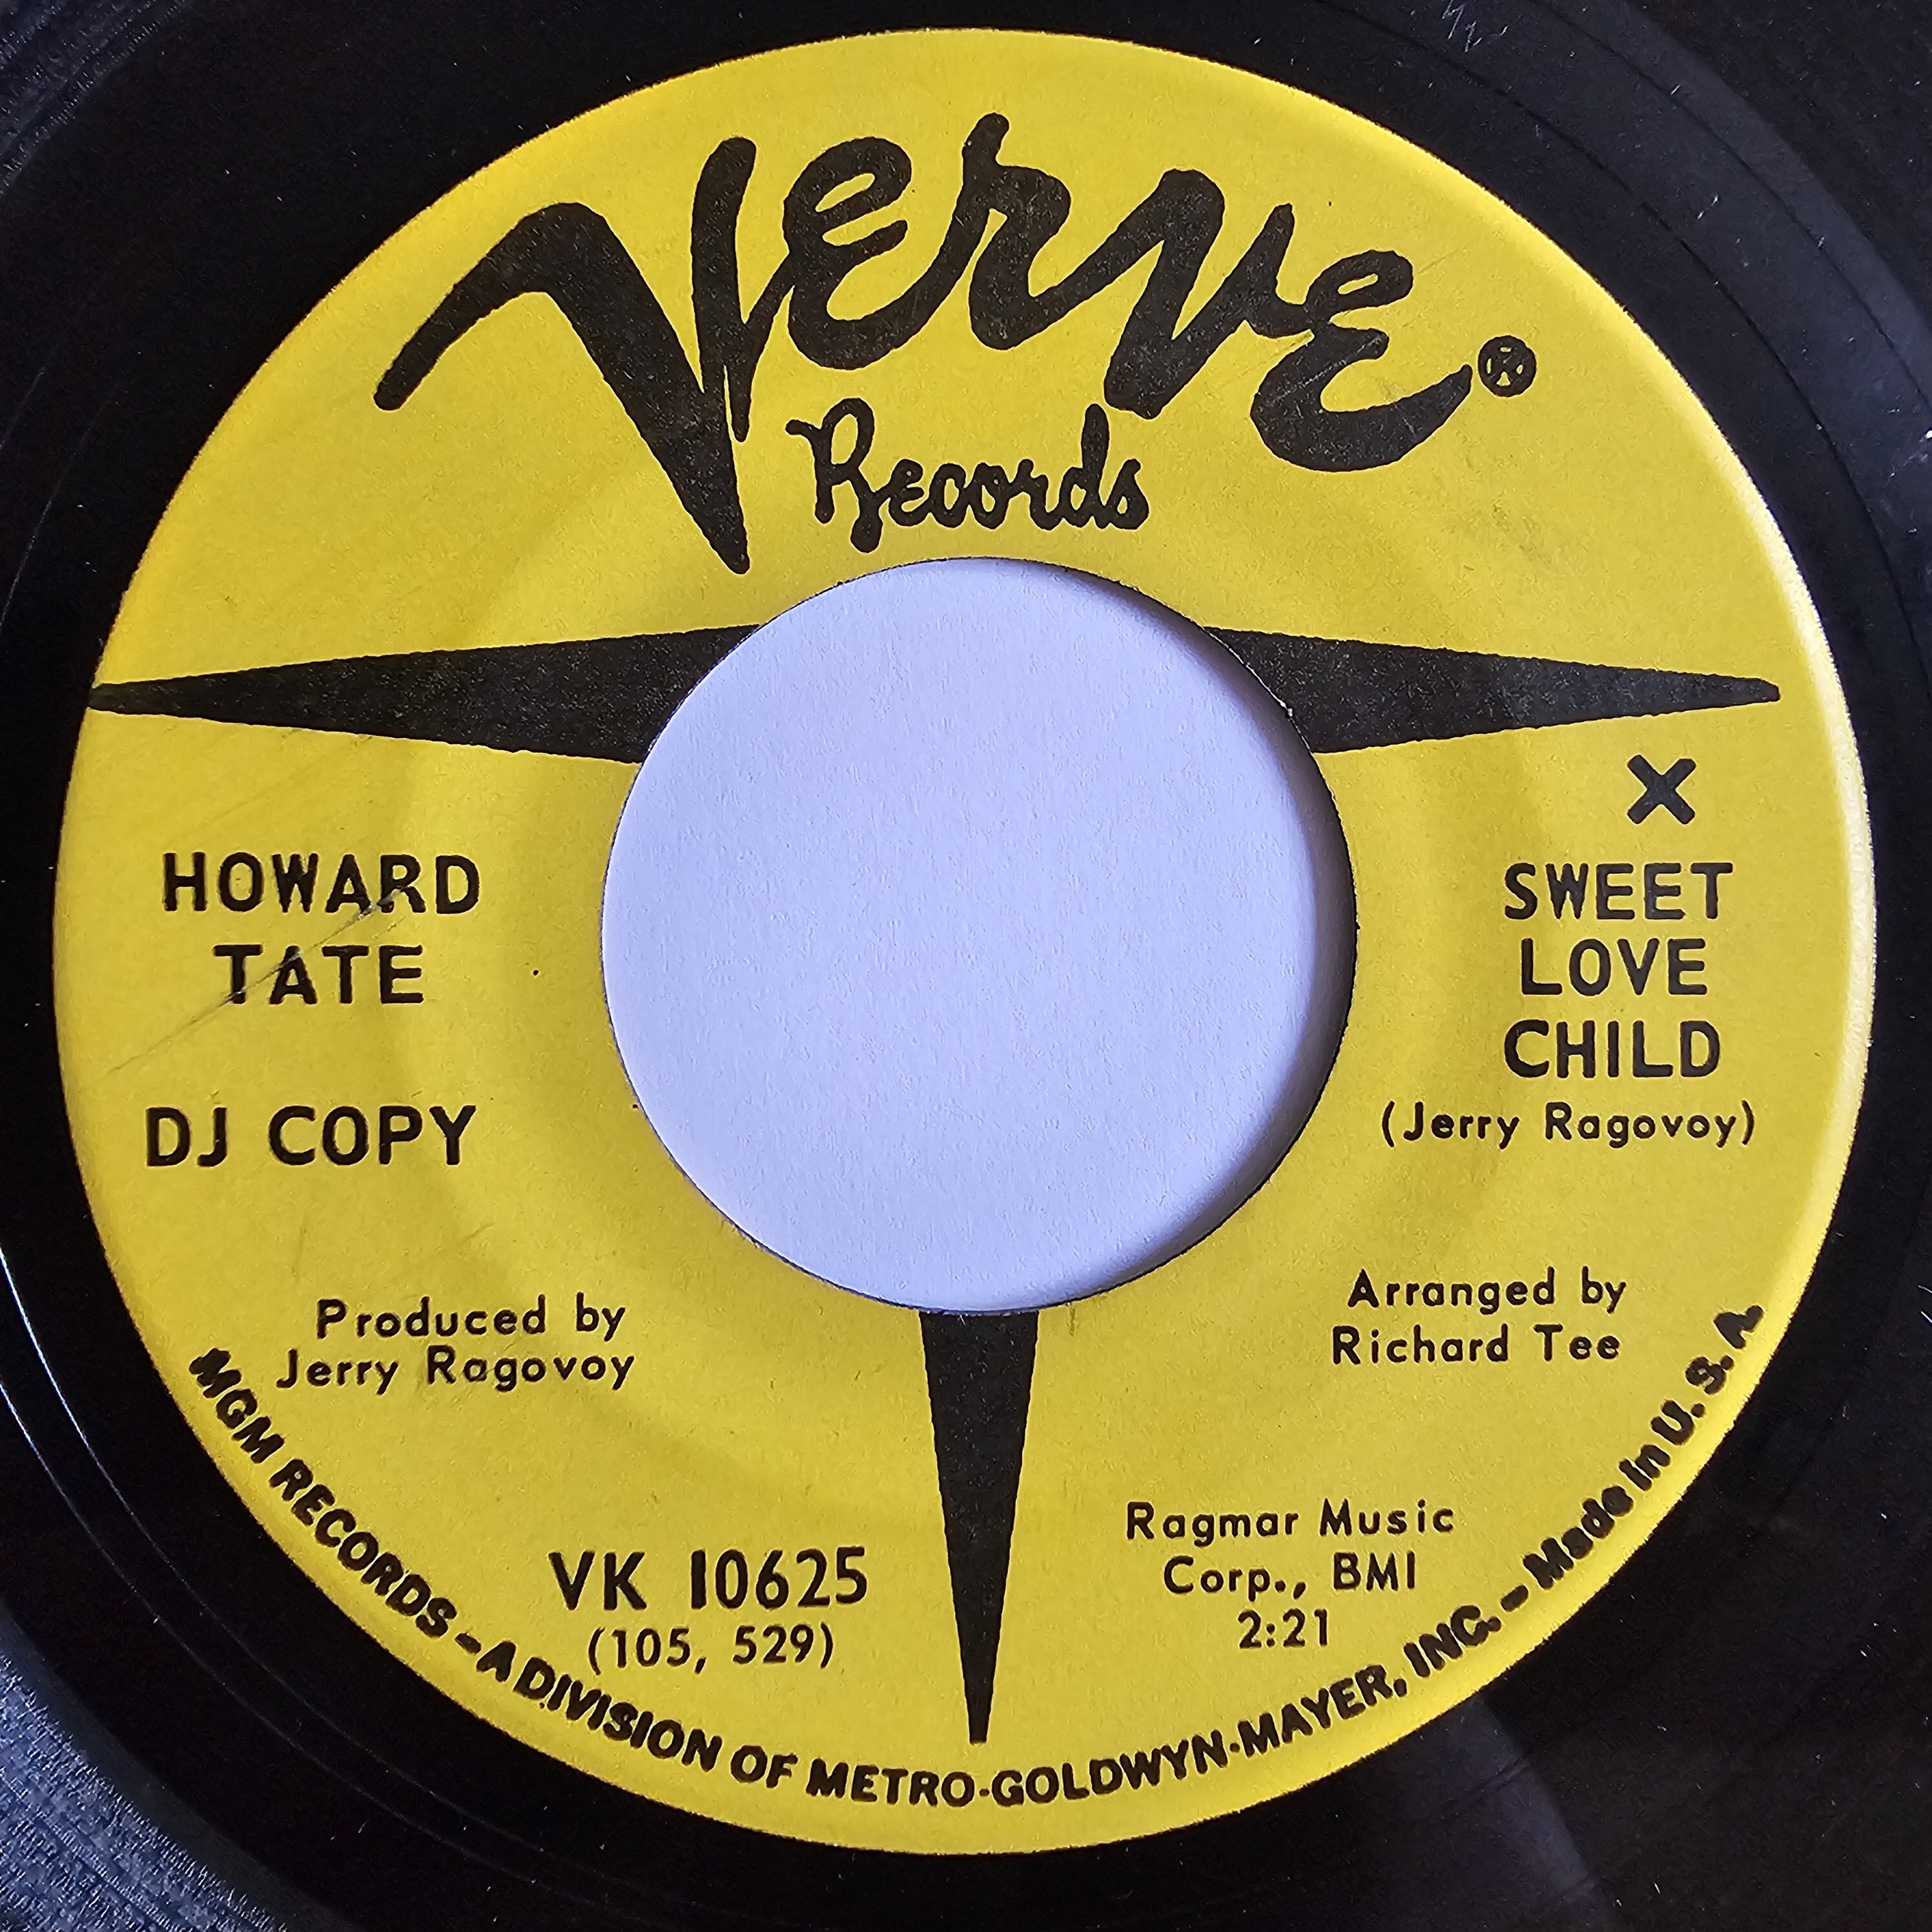 Verve®
Records
HOWARD
TATE
DJ COPY
X
SWEET
LOVE
CHILD
(Jerry Ragovoy)
Produced by
Jerry Ragovoy
Arranged by
Richard Tee
VK 10625
(105, 529)
Ragmar Music
Corp., BMI
2:21
MGM RECORDS - A DIVISION OF METRO-GOLDWYN-MAYER, INC. - Made in U.S.A